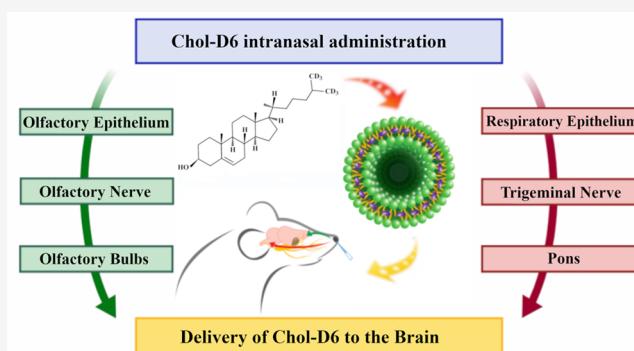 Chol-D6 intranasal administration
Olfactory Epithelium
Olfactory Nerve
Olfactory Bulbs
CD3
CD3
H
H
H
H
H
HO
Respiratory Epithelium
Trigeminal Nerve
Pons
Delivery of Chol-D6 to the Brain